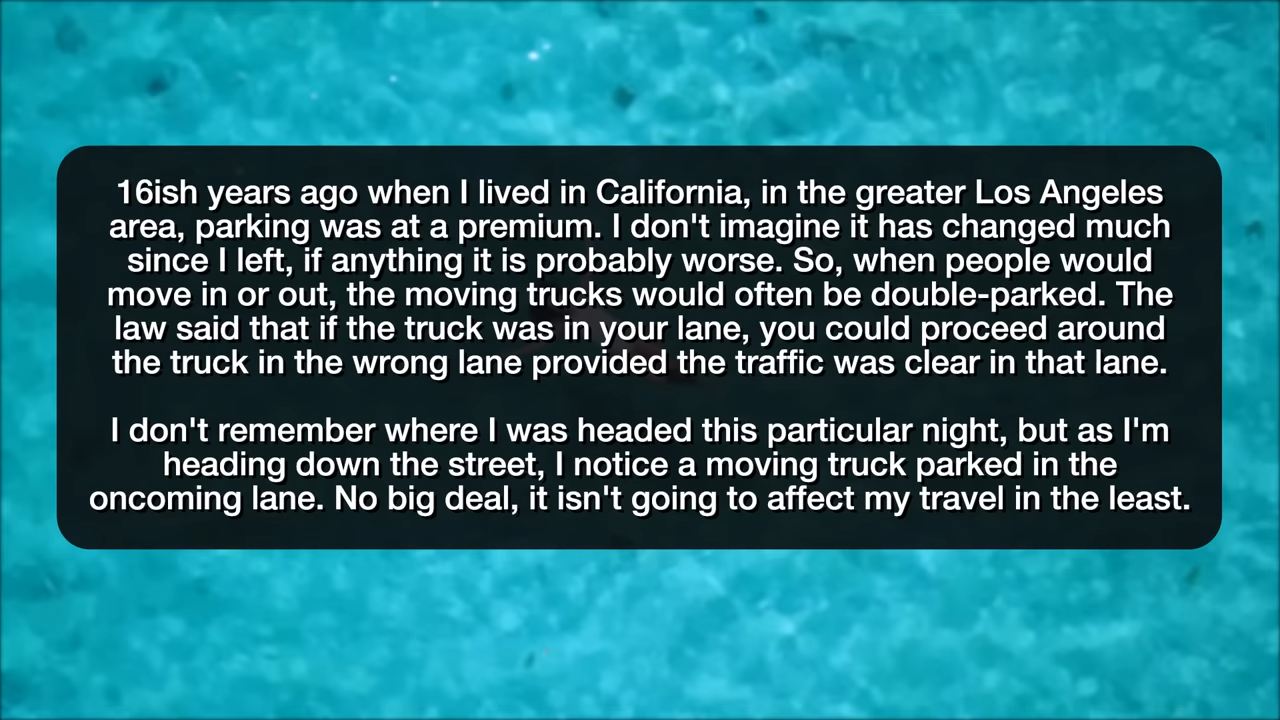 16ish years ago when I lived in California, in the greater Los Angeles
area, parking was at a premium. I don't imagine it has changed much
since I left, if anything it is probably worse. So, when people would
move in or out, the moving trucks would often be double-parked. The
law said that if the truck was in your lane, you could proceed around
the truck in the wrong lane provided the traffic was clear in that lane.
I don't remember where I was headed this particular night, but as I'm
heading down the street, I notice a moving truck parked in the
oncoming lane. No big deal, it isn't going to affect my travel in the least.